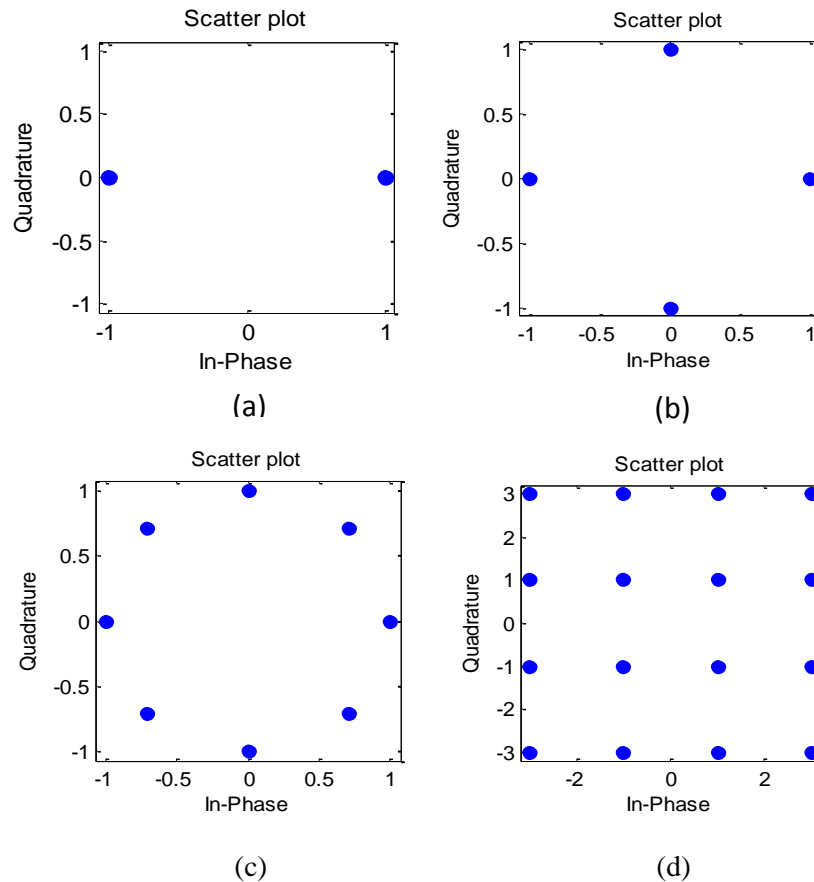 Scatter plot
1
0.5
0
-0.5
-1
Quadrature
-1 0 1
In-Phase
(a)
Scatter plot
1
0.5
0
-0.5
-1
Quadrature
-1 -0.5 0 0.5 1
In-Phase
(b)
Scatter plot
1
0.5
0
-0.5
-1
Quadrature
-1 -0.5 0 0.5 1
In-Phase
(c)
Scatter plot
3
2
1
0
-1
-2
-3
Quadrature
-2 0 2
In-Phase
(d)